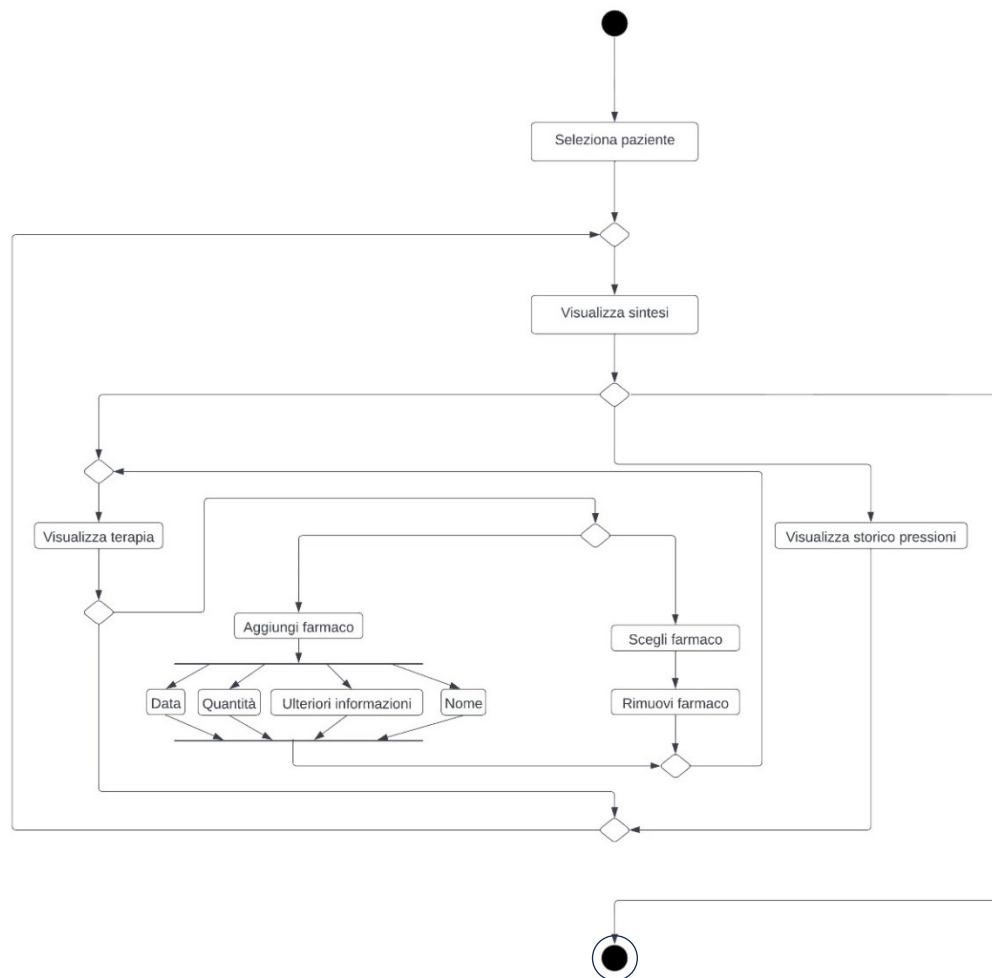 Seleziona paziente
Visualizza sintesi
Visualizza terapia
Visualizza storico pressioni
Aggiungi farmaco
Scegli farmaco
Data
Quantità
Ulteriori informazioni
Nome
Rimuovi farmaco